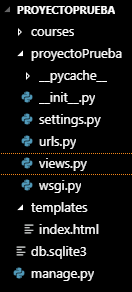 PROYECTOPRUEBA
courses
proyectoPrueba
__pycache__
__init__.py
settings.py
urls.py
views.py
wsgi.py
templates
index.html
db.sqlite3
manage.py